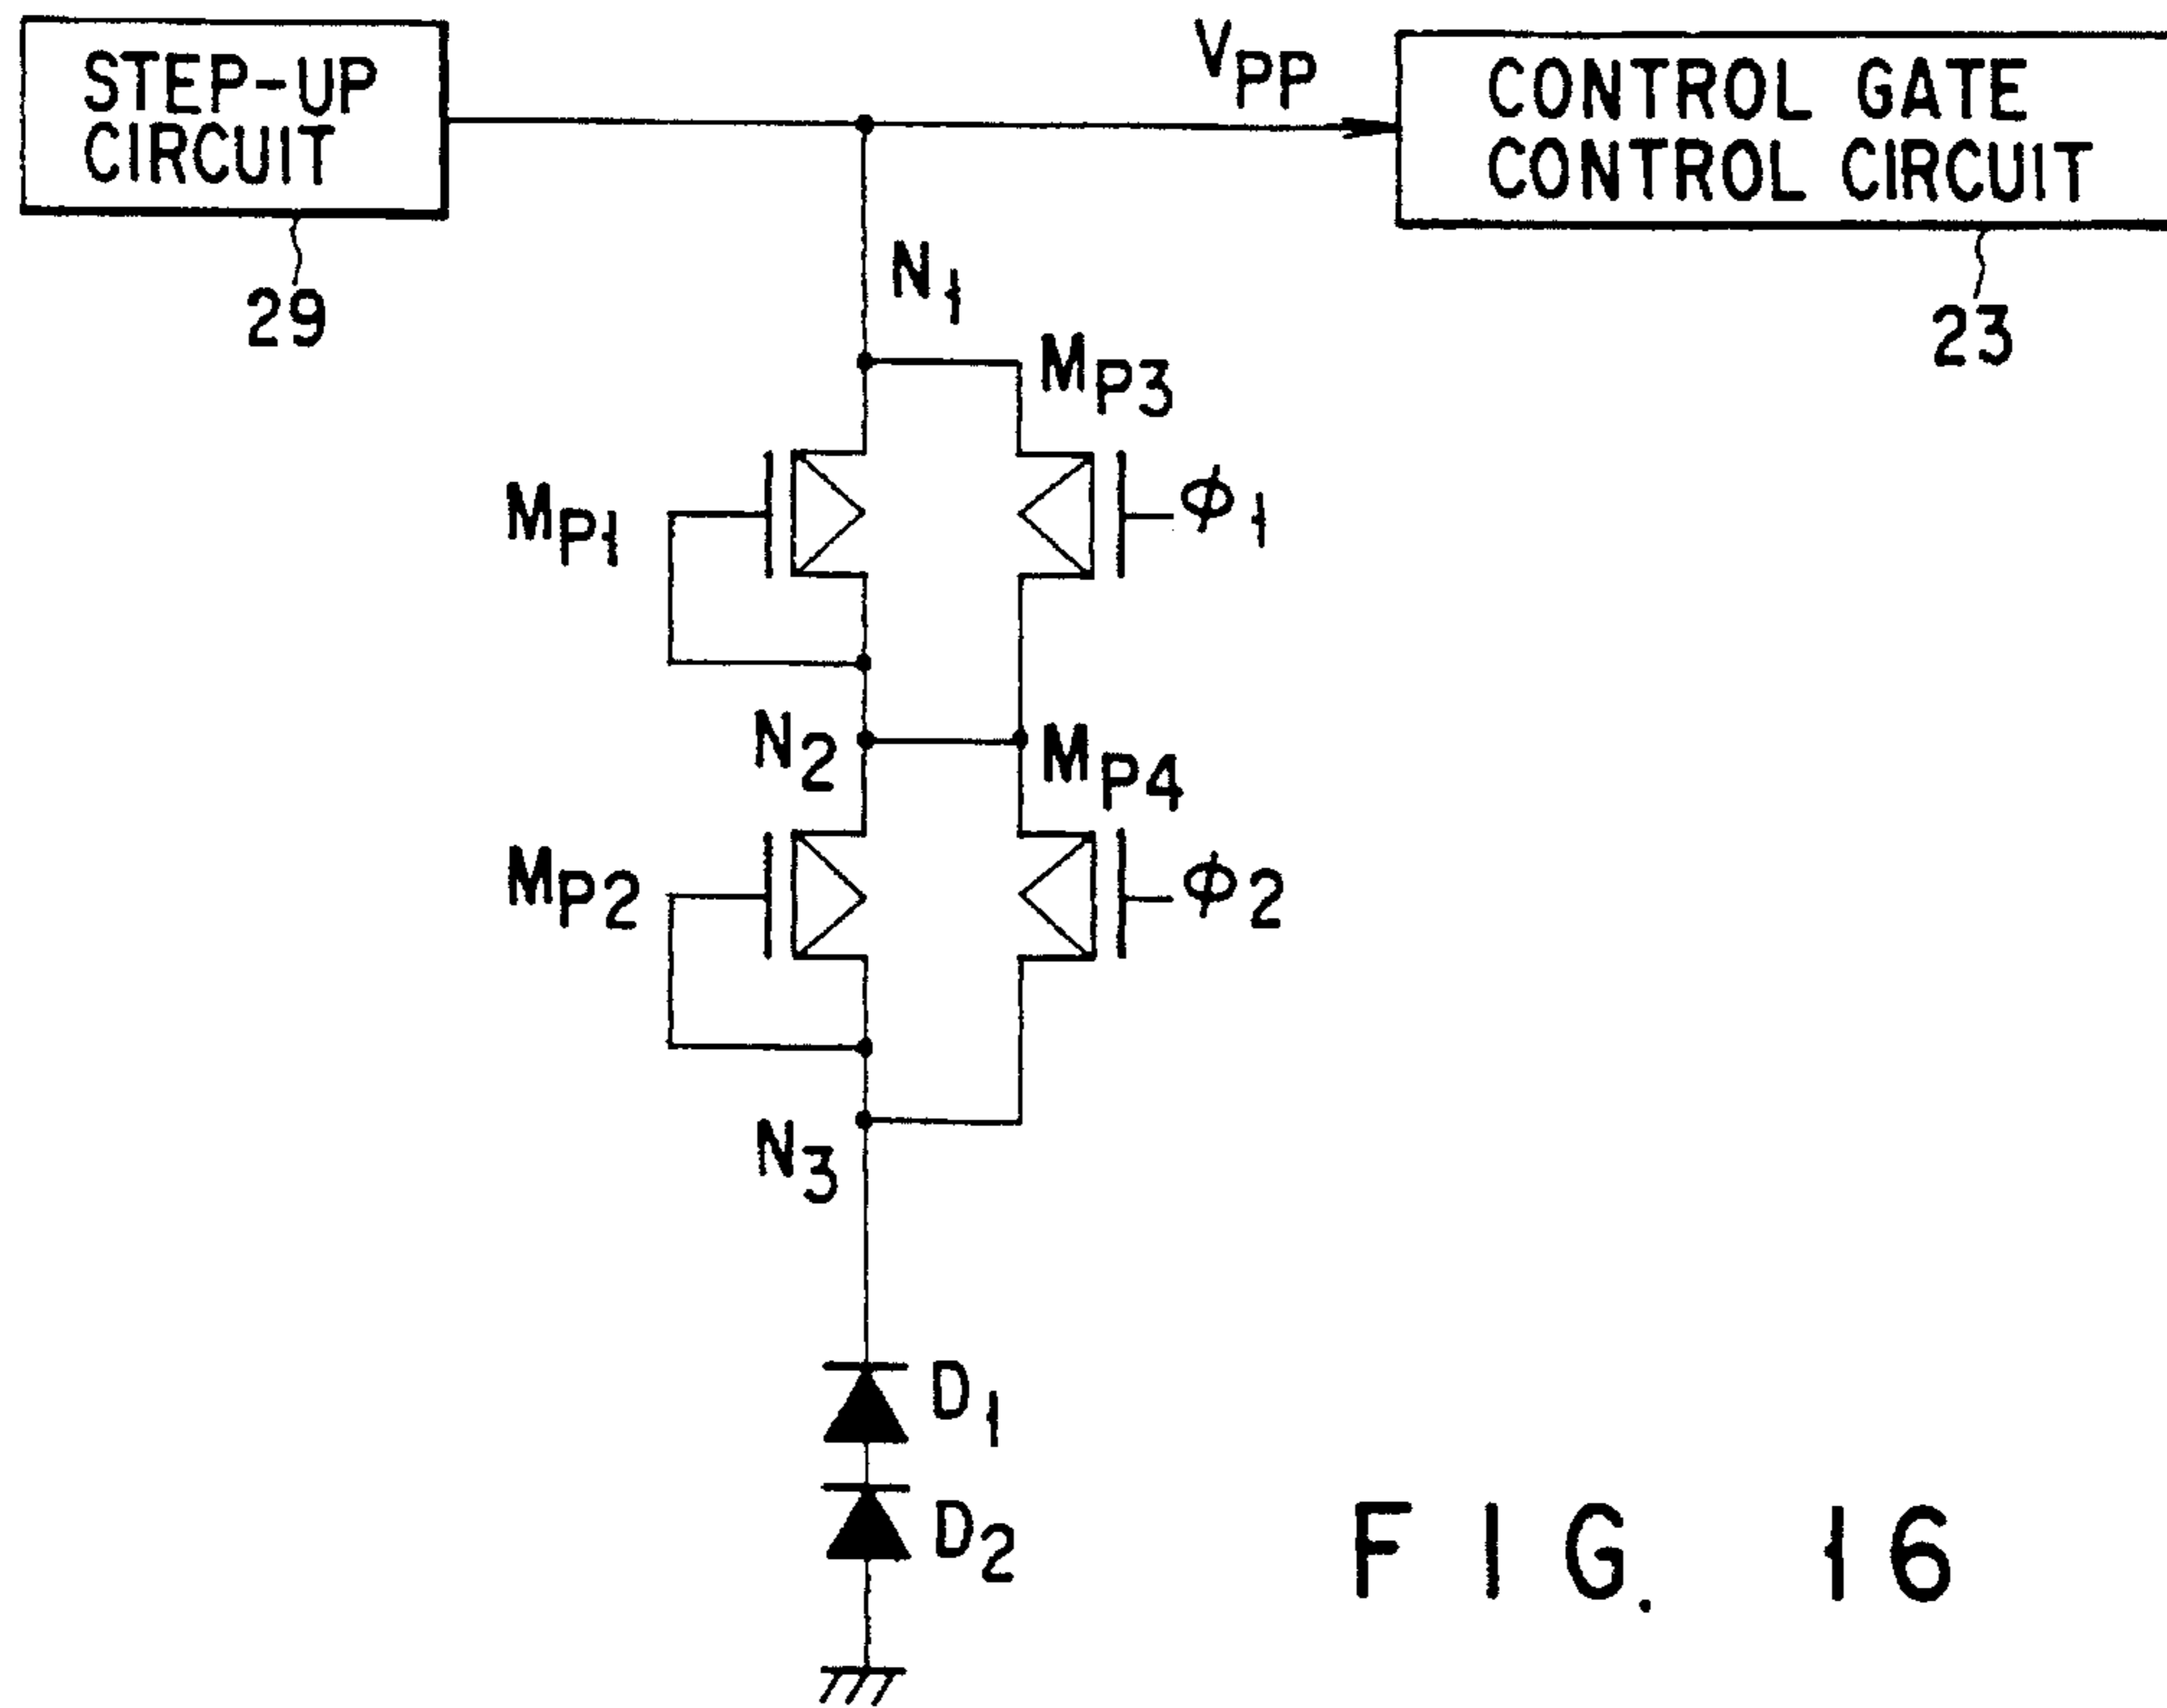 STEP-UP
CIRCUIT
29
VPP
CONTROL GATE
CONTROL CIRCUIT
23
N1
MP3
MP1
ϕ1
N2
MP4
MP2
ϕ2
N3
D1
D2
FIG. 16